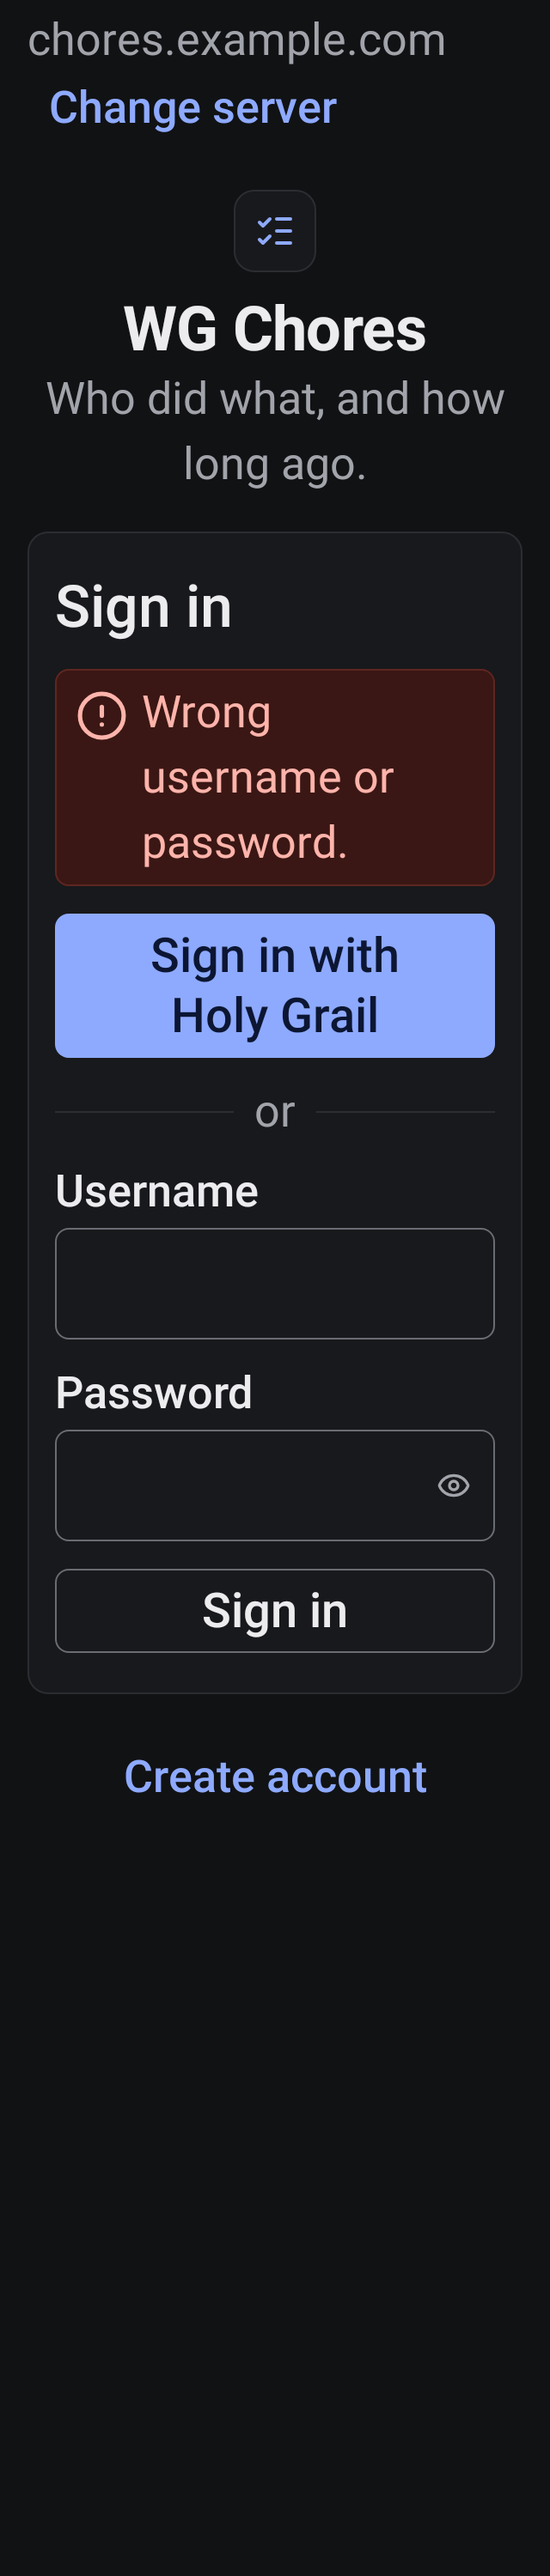 chores.example.com
Change server
WG Chores
Who did what, and how
long ago.
Sign in
Wrong
username or
password.
Sign in with
Holy Grail
or
Username
Password
Sign in
Create account